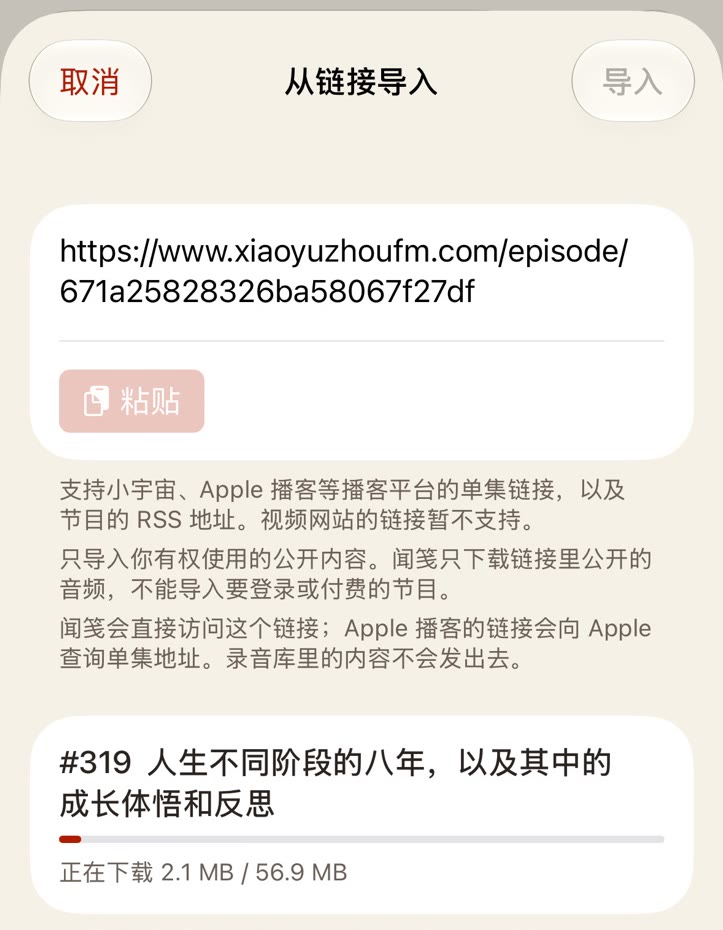 取消
从链接导入
导入
https://www.xiaoyuzhoufm.com/episode/
671a25828326ba58067f27df
粘贴
支持小宇宙、Apple 播客等播客平台的单集链接，以及
节目的 RSS 地址。视频网站的链接暂不支持。
只导入你有权使用的公开内容。闻笺只下载链接里公开的
音频，不能导入要登录或付费的节目。
闻笺会直接访问这个链接；Apple 播客的链接会向 Apple
查询单集地址。录音库里的内容不会发出去。
#319 人生不同阶段的八年，以及其中的
成长体悟和反思
正在下载 2.1 MB / 56.9 MB